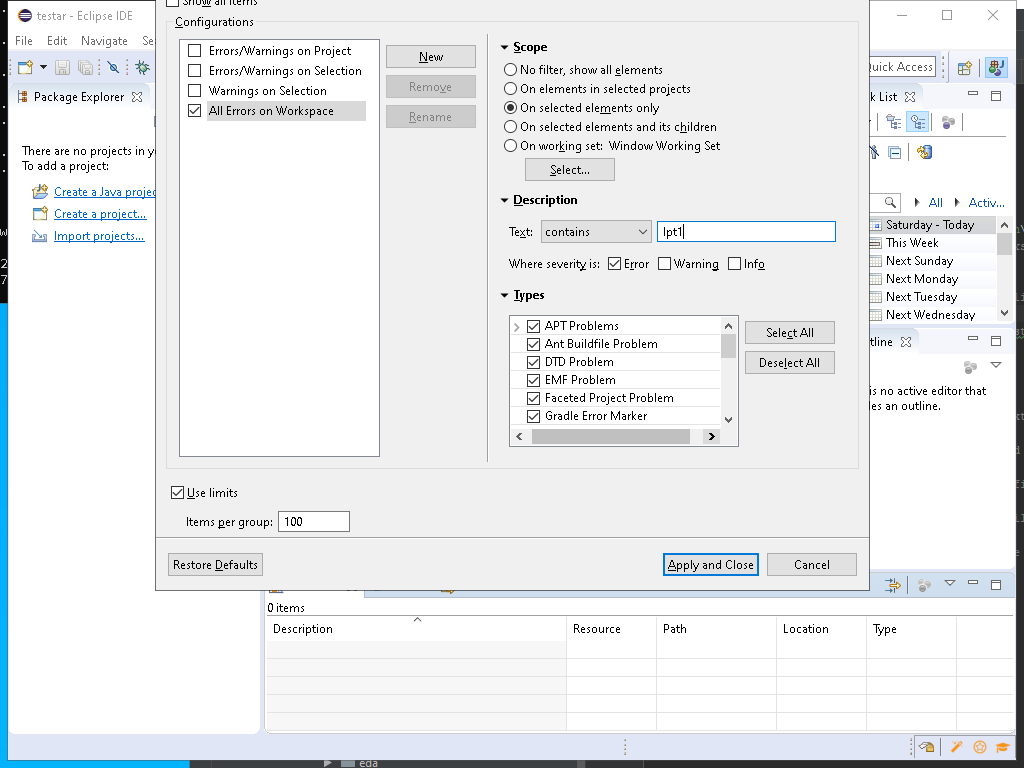 testar - Eclipse IDE
Show all items
File Edit Navigate Se
Package Explorer
There are no projects in y
To add a project:
Create a Java projec
Create a project...
Import projects...
Configurations
Errors/Warnings on Project
Errors/Warnings on Selection
Warnings on Selection
All Errors on Workspace
New
Remove
Rename
Scope
No filter, show all elements
On elements in selected projects
On selected elements only
On selected elements and its children
On working set: Window Working Set
Select...
Description
Text: contains lpt1
Where severity is: Error Warning Info
Types
APT Problems
Ant Buildfile Problem
DTD Problem
EMF Problem
Faceted Project Problem
Gradle Error Marker
Select All
Deselect All
Use limits
Items per group: 100
Restore Defaults
Apply and Close
Cancel
Quick Access
k List
All Activ...
Saturday - Today
This Week
Next Sunday
Next Monday
Next Tuesday
Next Wednesday
tline
is no active editor that
les an outline.
0 items
Description Resource Path Location Type
eda